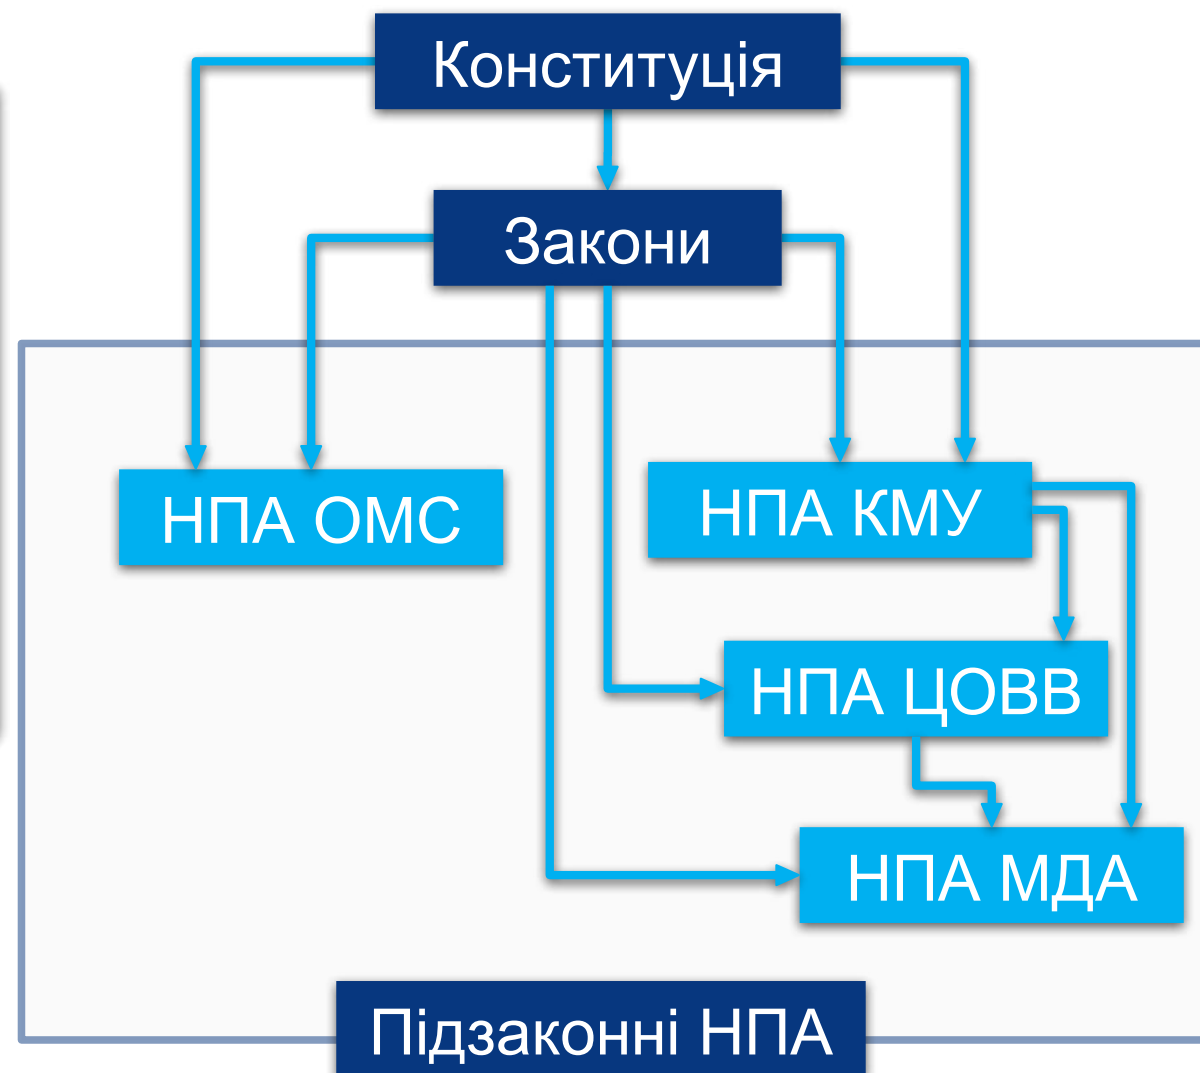 Конституція
Закони
НПА ОМС
НПА КМУ
НПА ЦОВВ
НПА МДА
Підзаконні НПА